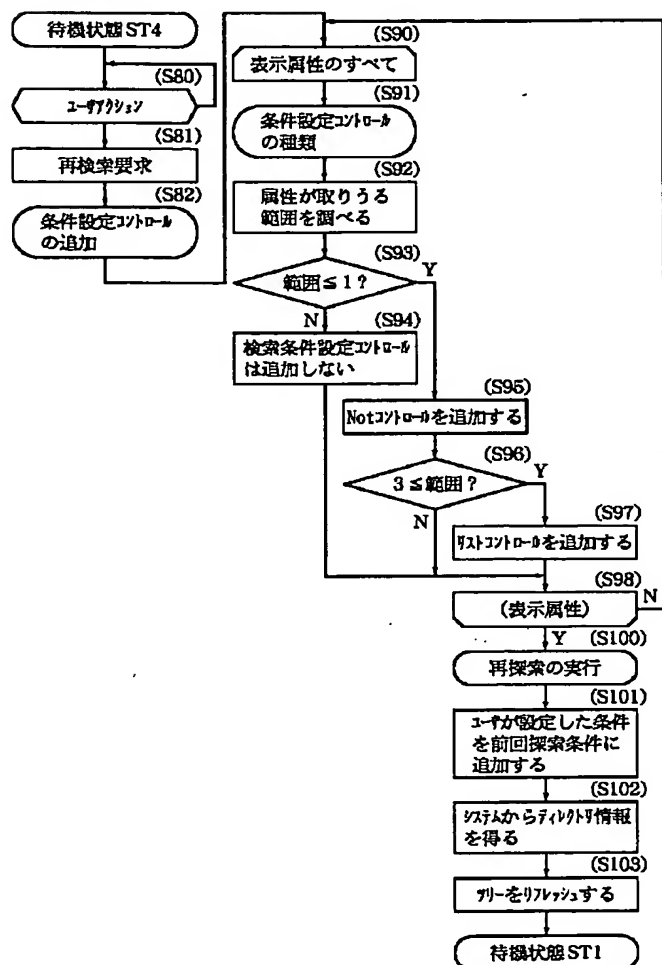 待機状態ST4
(S80)
ユーザアクション
(S81)
再検索要求
(S82)
条件設定コントロール
の追加
(S90)
表示属性のすべて
(S91)
条件設定コントロール
の種類
(S92)
属性が取りうる
範囲を調べる
(S93)
範囲≦1?
Y
N
(S94)
検索条件設定コントロール
は追加しない
(S95)
Notコントロールを追加する
(S96)
3≦範囲?
Y
N
(S97)
リストコントロールを追加する
(S98)
(表示属性)
N
Y
(S100)
再探索の実行
(S101)
ユーザが設定した条件
を前回探索条件に
追加する
(S102)
システムからディレクトリ情報
を得る
(S103)
ツリーをリフレッシュする
待機状態ST1